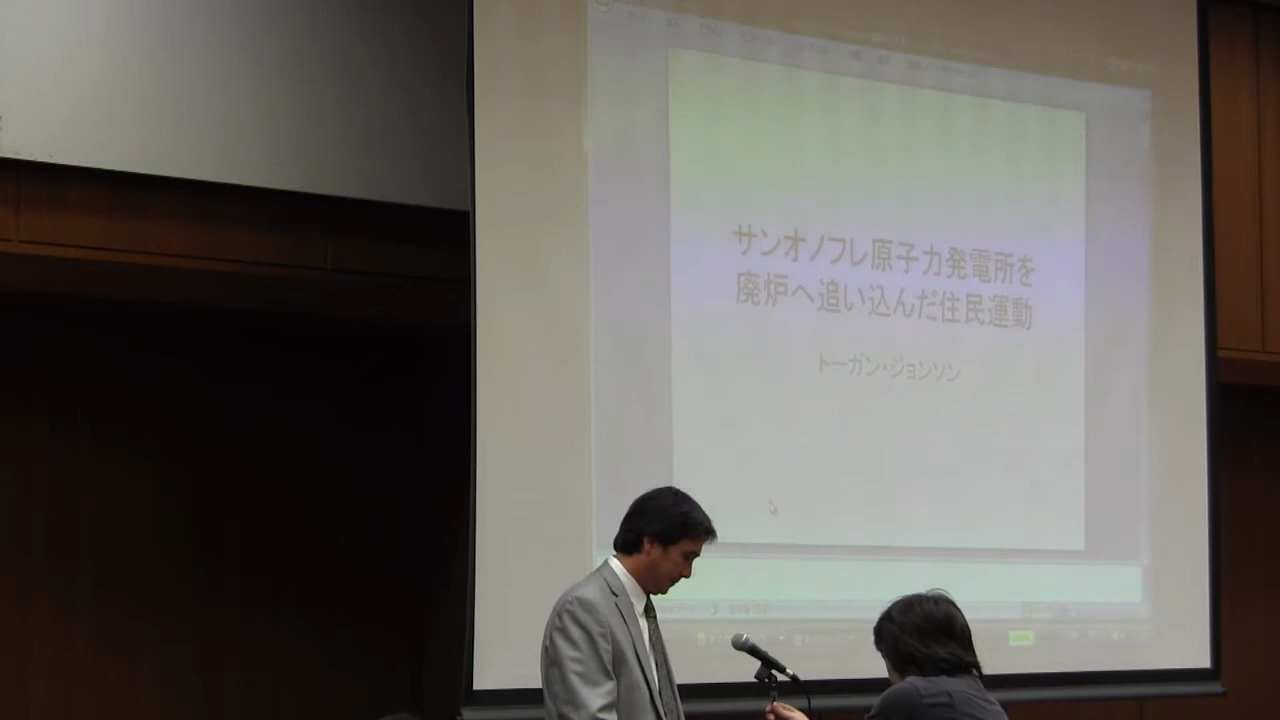 サンオノフレ原子力発電所を
廃炉へ追い込んだ住民運動
トーガン・ジョンソン